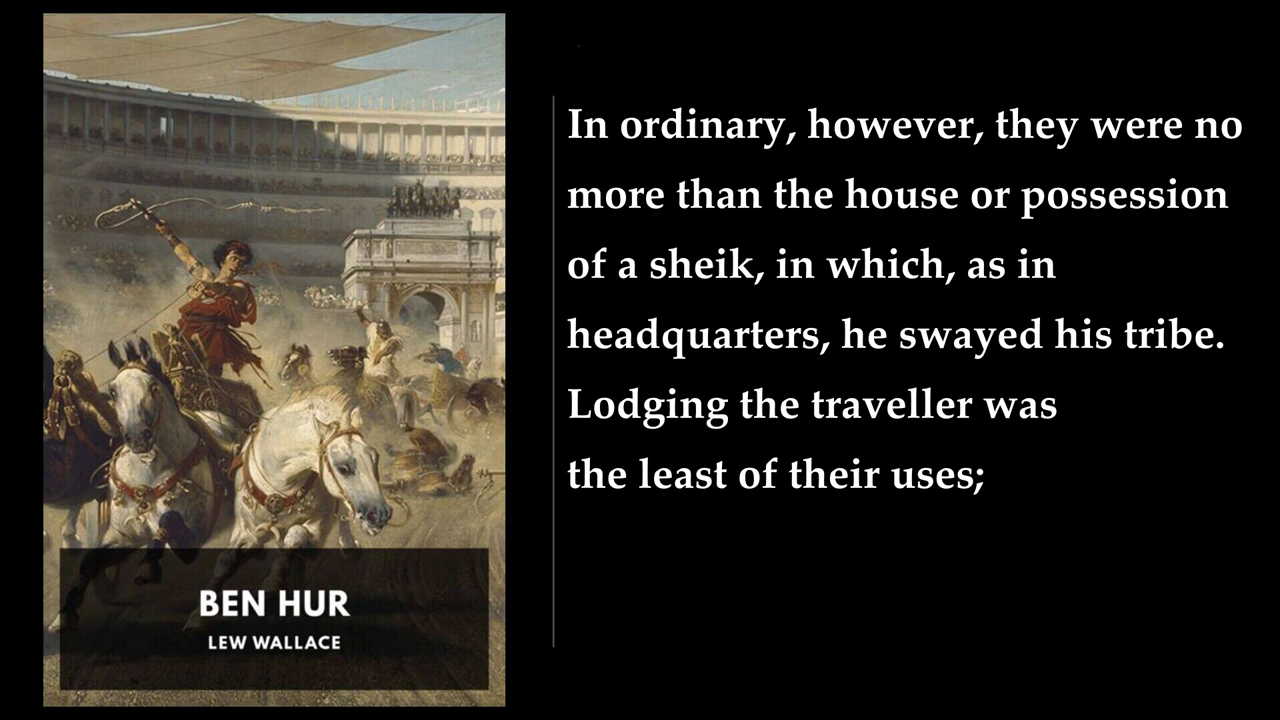 BEN HUR
LEW WALLACE
In ordinary, however, they were no
more than the house or possession
of a sheik, in which, as in
headquarters, he swayed his tribe.
Lodging the traveller was
the least of their uses;